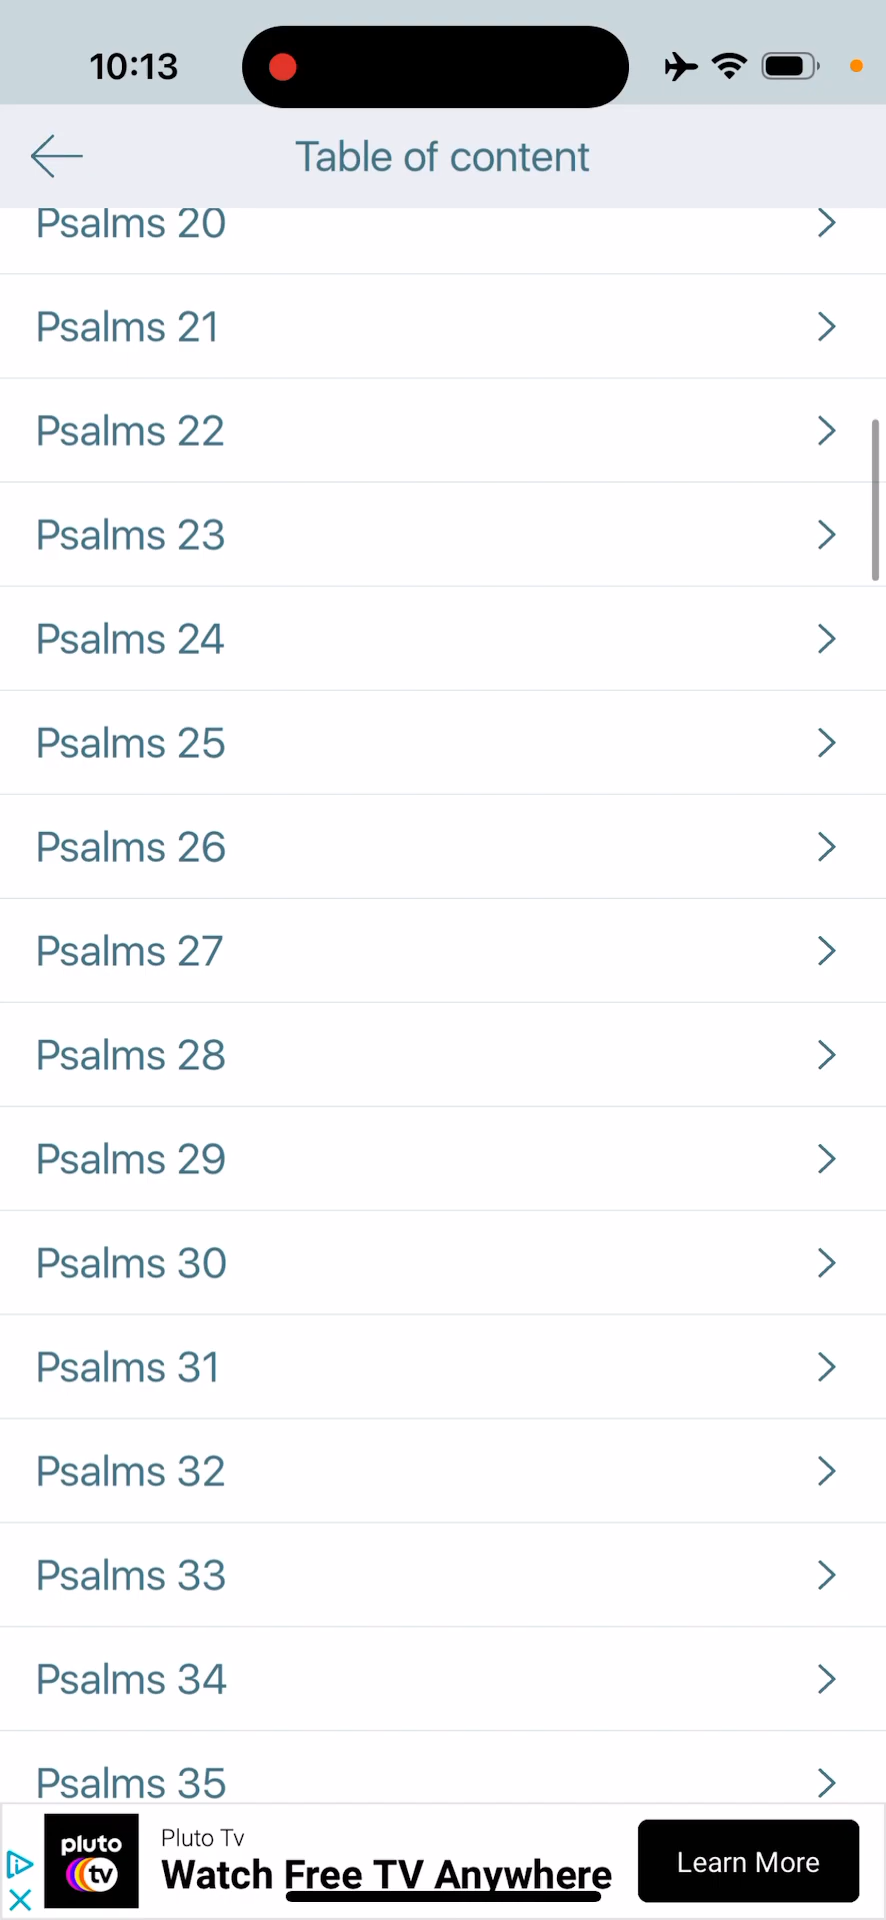 10:13
Table of content
Psalms 20
Psalms 21
Psalms 22
Psalms 23
Psalms 24
Psalms 25
Psalms 26
Psalms 27
Psalms 28
Psalms 29
Psalms 30
Psalms 31
Psalms 32
Psalms 33
Psalms 34
Psalms 35
pluto
tv
Pluto Tv
Watch Free TV Anywhere
Learn More